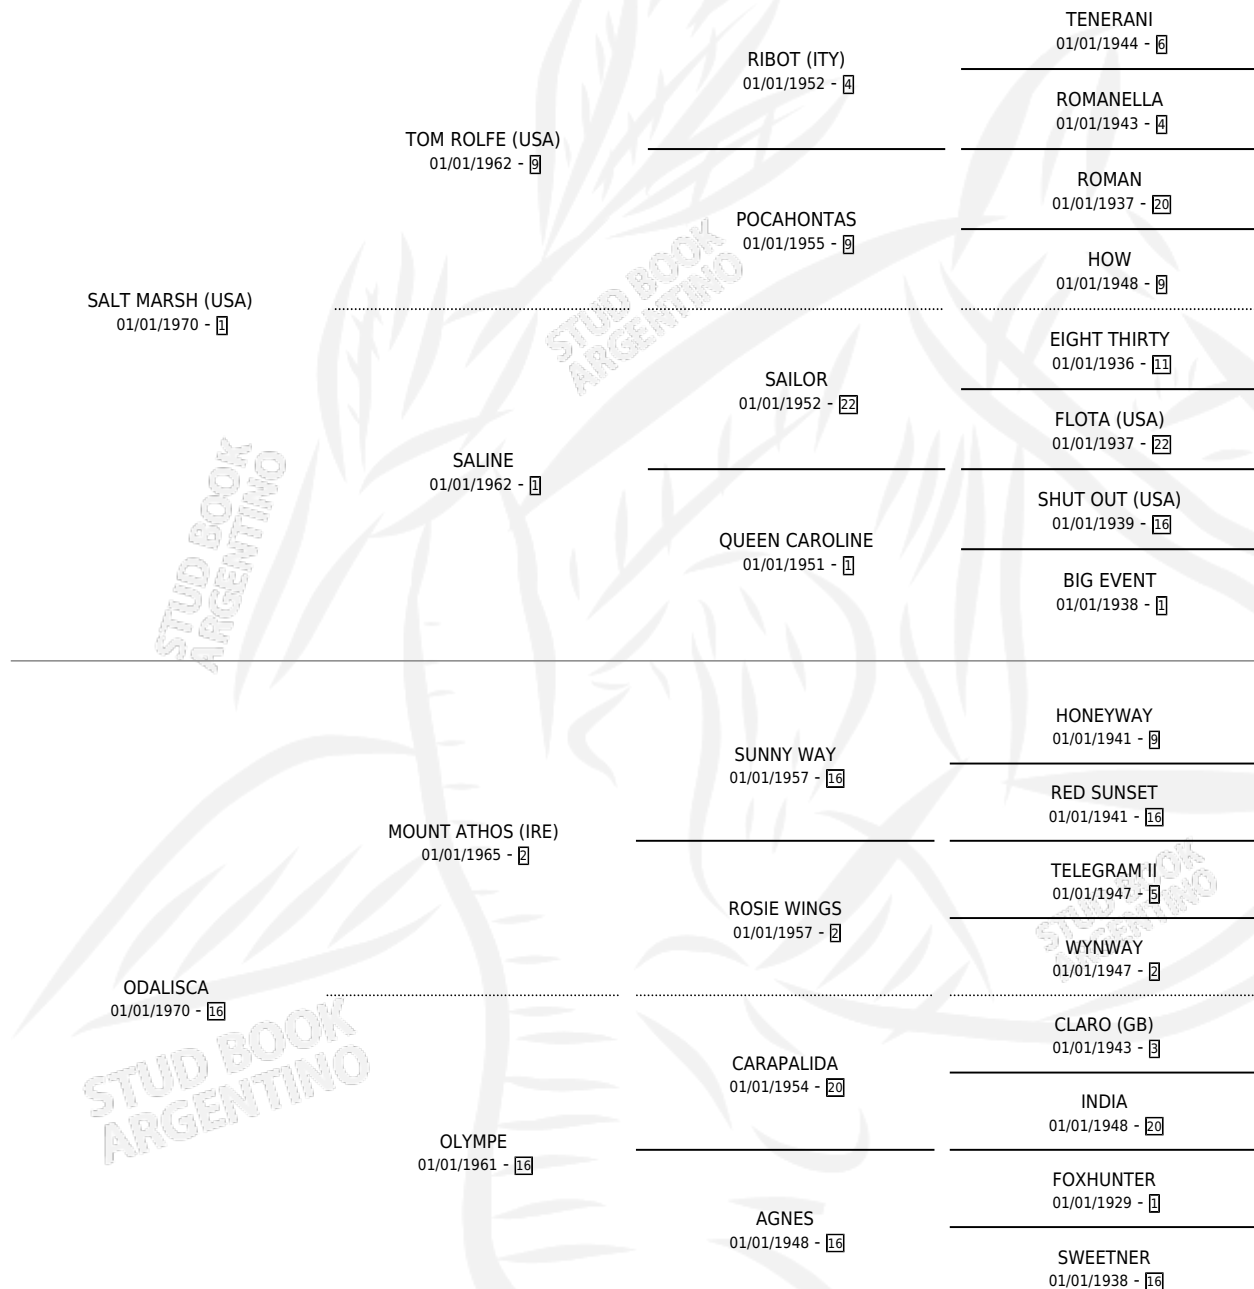 TENERANI
01/01/1944 - 6
RIBOT (ITY)
01/01/1952 - 4
ROMANELLA
01/01/1943 - 4
TOM ROLFE (USA)
01/01/1962 - 9
ROMAN
01/01/1937 - 20
POCAHONTAS
01/01/1955 - 9
HOW
01/01/1948 - 9
SALT MARSH (USA)
01/01/1970 - 1
STUD BOOK
ARGENTINO
EIGHT THIRTY
01/01/1936 - 11
SAILOR
01/01/1952 - 22
FLOTA (USA)
01/01/1937 - 22
SALINE
01/01/1962 - 1
SHUT OUT (USA)
01/01/1939 - 16
QUEEN CAROLINE
01/01/1951 - 1
BIG EVENT
01/01/1938 - 1
STUD BOOK
ARGENTINO
HONEYWAY
01/01/1941 - 9
SUNNY WAY
01/01/1957 - 16
RED SUNSET
01/01/1941 - 16
MOUNT ATHOS (IRE)
01/01/1965 - 2
TELEGRAM II
01/01/1947 - 5
ROSIE WINGS
01/01/1957 - 2
WYNWAY
01/01/1947 - 2
STUD BOOK
ARGENTINO
ODALISCA
01/01/1970 - 16
CLARO (GB)
01/01/1943 - 3
CARAPALIDA
01/01/1954 - 20
INDIA
01/01/1948 - 20
STUD BOOK
ARGENTINO
OLYMPE
01/01/1961 - 16
FOXHUNTER
01/01/1929 - 1
AGNES
01/01/1948 - 16
SWEETNER
01/01/1938 - 16